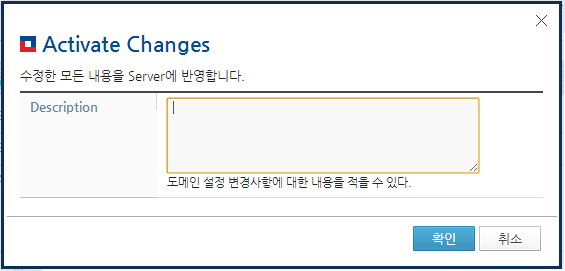 Activate Changes
수정한 모든 내용을 Server에 반영합니다.
Description
도메인 설정 변경사항에 대한 내용을 적을 수 있다.
확인
취소